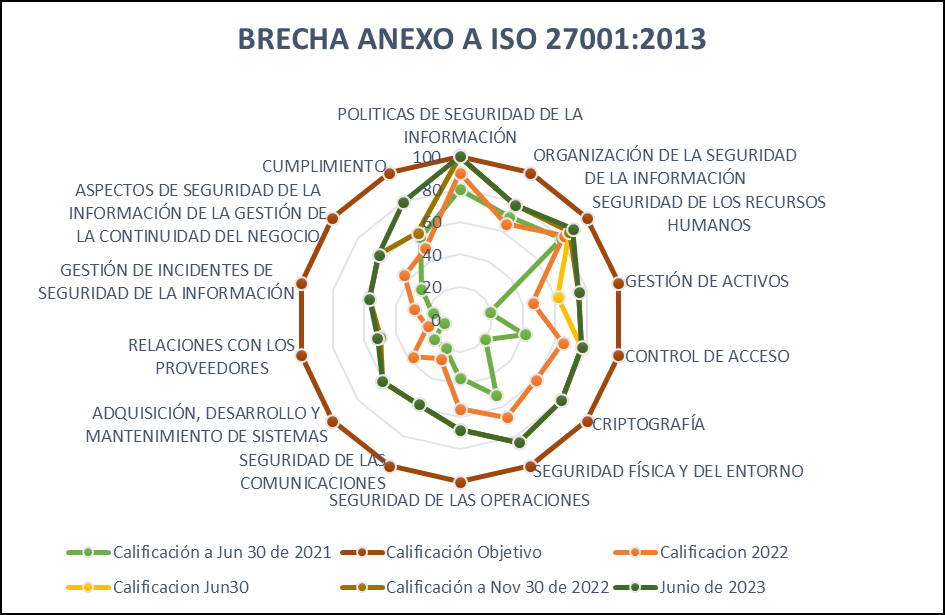 BRECHA ANEXO A ISO 27001:2013
POLITICAS DE SEGURIDAD DE LA
INFORMACIÓN
ORGANIZACIÓN DE LA SEGURIDAD
DE LA INFORMACIÓN
SEGURIDAD DE LOS RECURSOS
HUMANOS
GESTIÓN DE ACTIVOS
CONTROL DE ACCESO
CRIPTOGRAFÍA
SEGURIDAD FÍSICA Y DEL ENTORNO
SEGURIDAD DE LAS OPERACIONES
SEGURIDAD DE LAS
COMUNICACIONES
ADQUISICIÓN, DESARROLLO Y
MANTENIMIENTO DE SISTEMAS
RELACIONES CON LOS
PROVEEDORES
GESTIÓN DE INCIDENTES DE
SEGURIDAD DE LA INFORMACIÓN
ASPECTOS DE SEGURIDAD DE LA
INFORMACIÓN DE LA GESTIÓN DE
LA CONTINUIDAD DEL NEGOCIO
CUMPLIMIENTO
100
80
60
40
20
0
Calificación a Jun 30 de 2021
Calificación Objetivo
Calificacion 2022
Calificacion Jun30
Calificación a Nov 30 de 2022
Junio de 2023